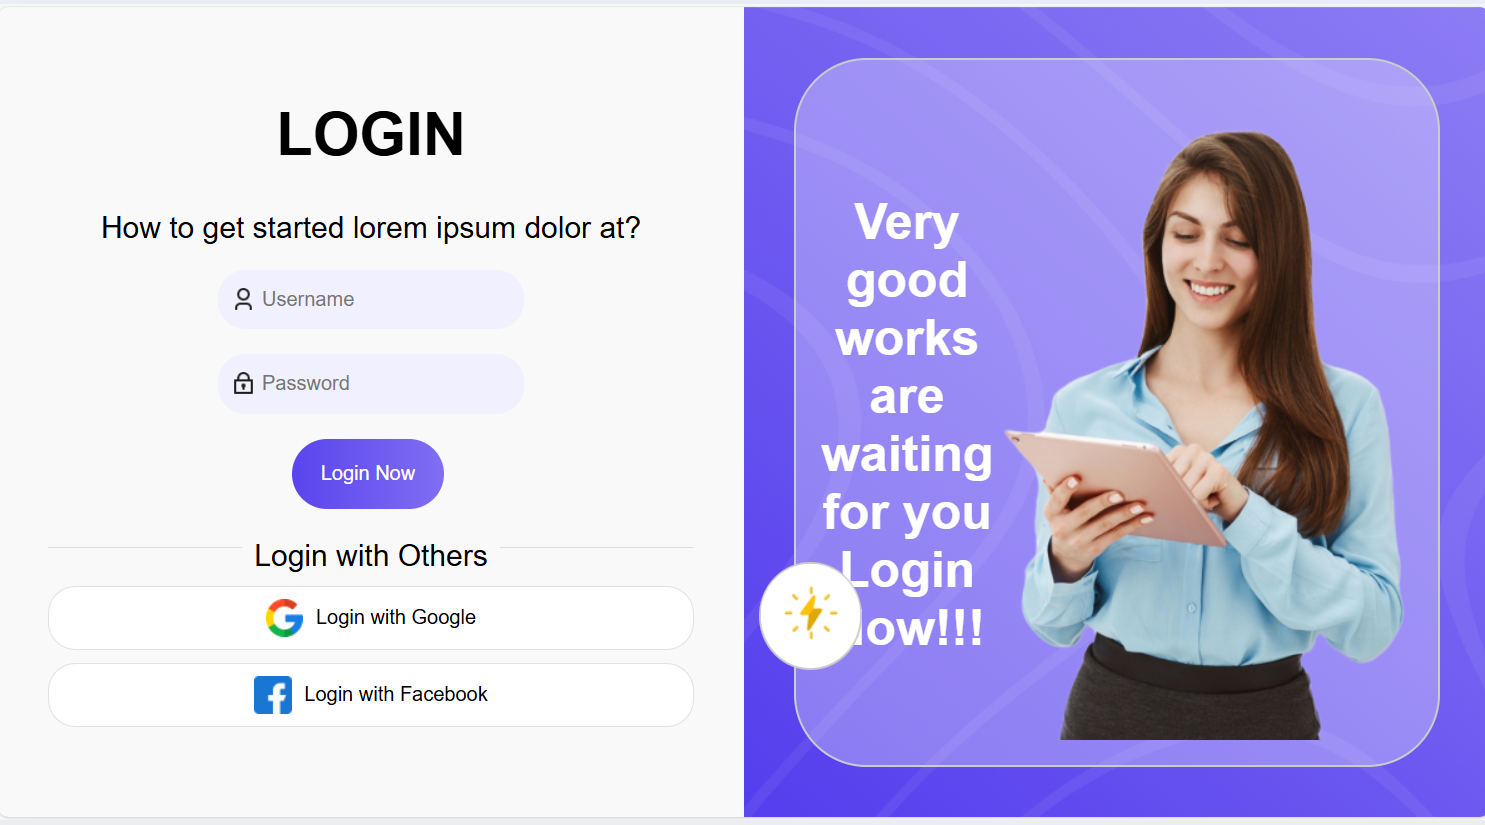 LOGIN
How to get started lorem ipsum dolor at?
Username
Password
Login Now
Login with Others
Login with Google
Login with Facebook
Very
good
works
are
waiting
for you
Login
ow!!!